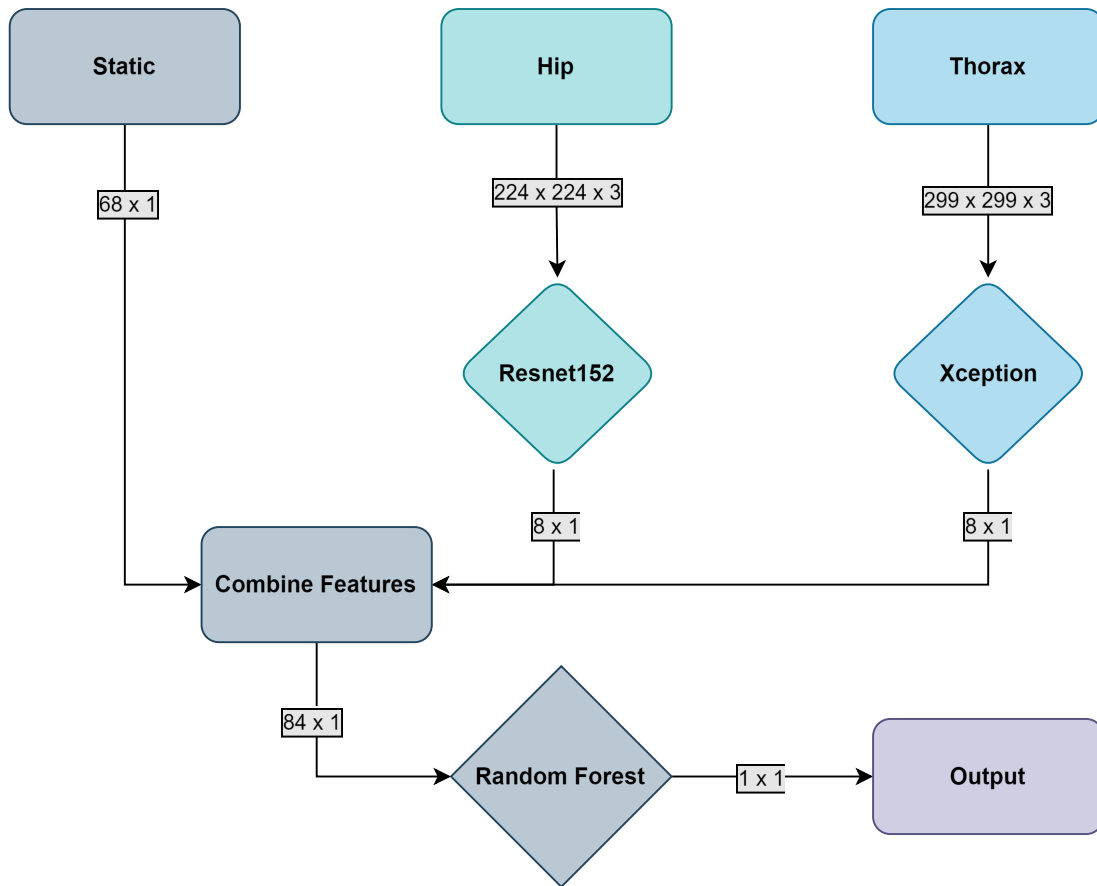 Static
Hip
Thorax
68 x 1
224 x 224 x 3
299 x 299 x 3
Resnet152
Xception
8 x 1
8 x 1
Combine Features
84 x 1
Random Forest
1 x 1
Output